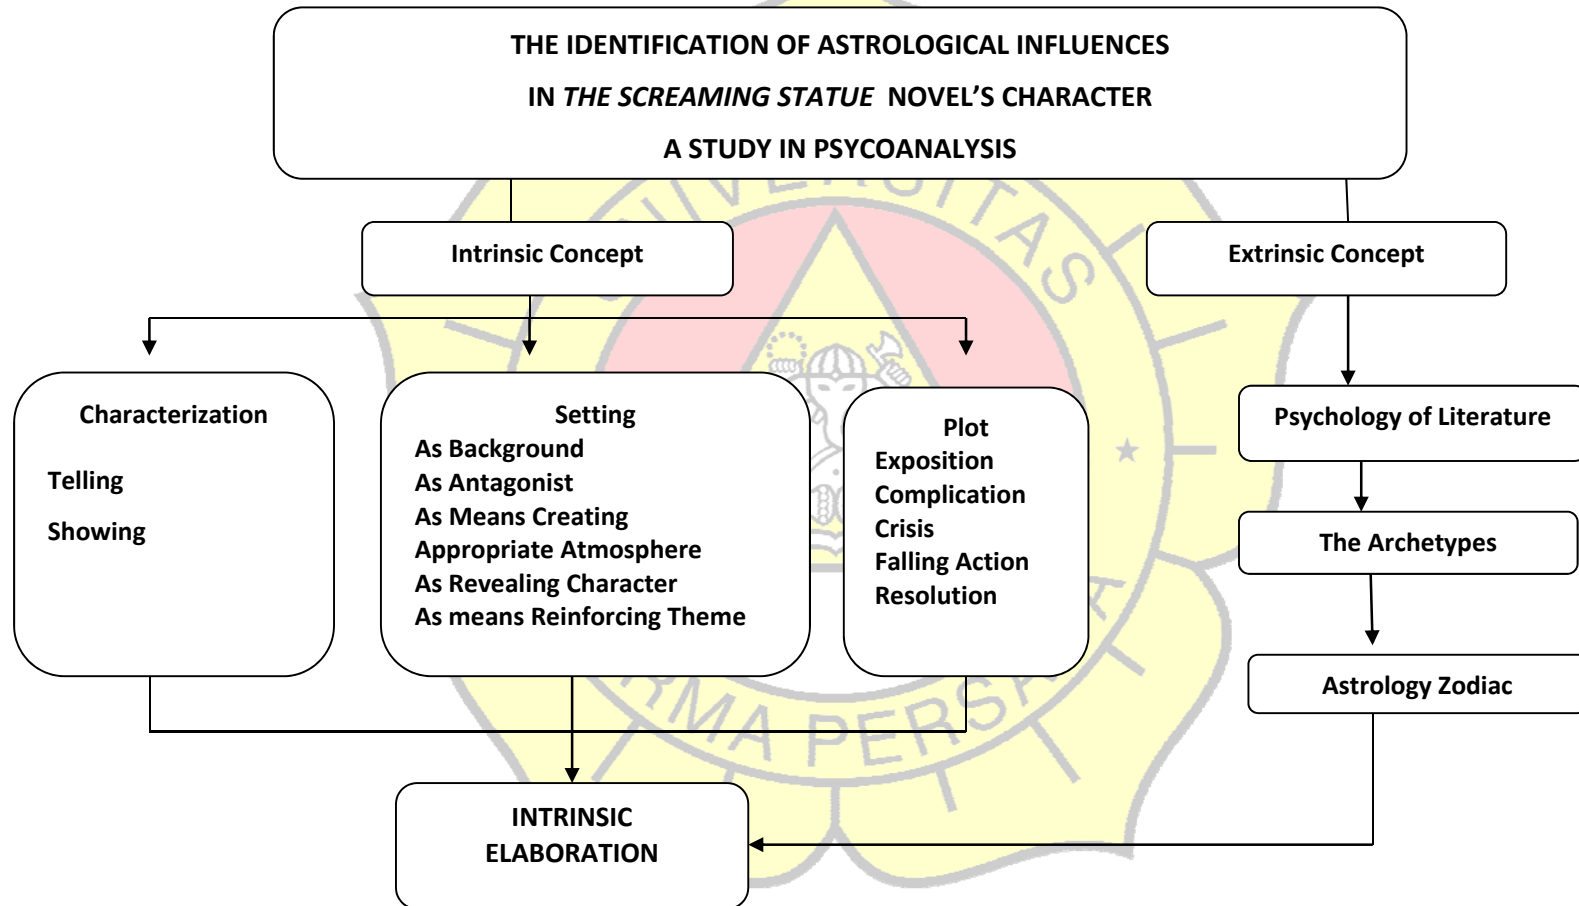 THE IDENTIFICATION OF ASTROLOGICAL INFLUENCES
IN THE SCREAMING STATUE NOVEL’S CHARACTER
A STUDY IN PSYCOANALYSIS
Intrinsic Concept
Extrinsic Concept
Characterization
Telling
Showing
Setting
As Background
As Antagonist
As Means Creating
Appropriate Atmosphere
As Revealing Character
As means Reinforcing Theme
Plot
Exposition
Complication
Crisis
Falling Action
Resolution
Psychology of Literature
The Archetypes
Astrology Zodiac
INTRINSIC
ELABORATION
PERSA